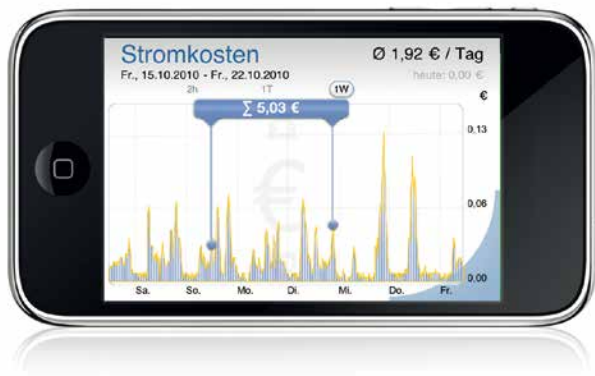 Stromkosten
Ø 1,92 € / Tag
Fr., 15.10.2010 - Fr., 22.10.2010
heute: 0,00 €
2h 1T 1W
€
∑ 5,03 €
0,13
€
0,06
0,00
Sa. So. Mo. Di. Mi. Do. Fr.